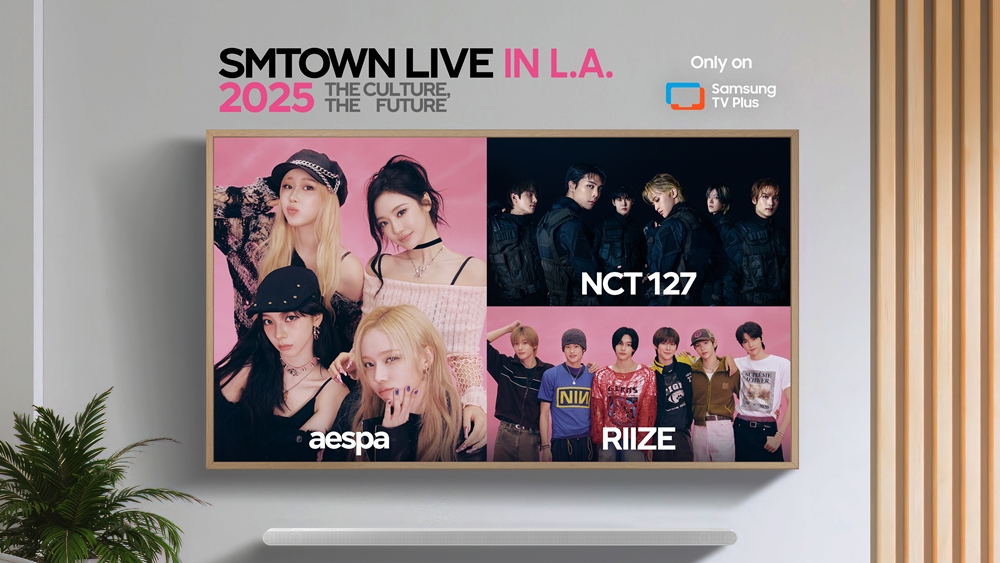 SMTOWN LIVE IN L.A.
2025 THE CULTURE,
THE FUTURE
Only on
Samsung
TV Plus
NCT 127
aespa
RIIZE